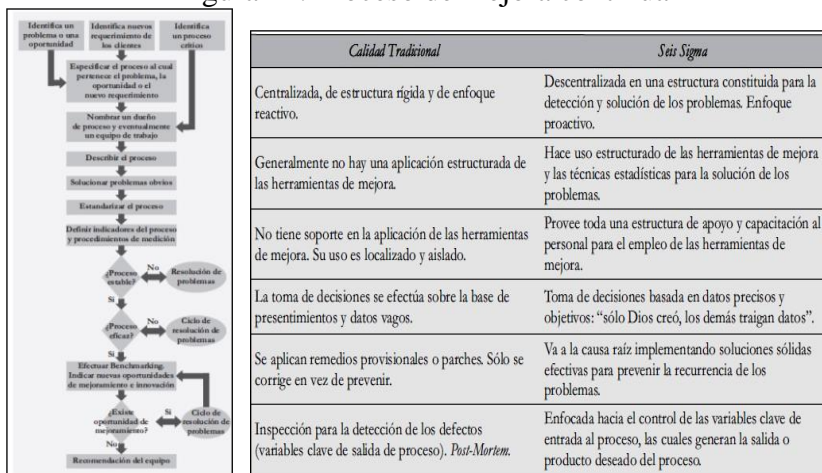 Identifica un
problema o una
oportunidad
Identifica nuevos
requerimiento de
los clientes
Identifica
un proceso
crítico
Especificar el proceso al cual
pertenece el problema, la
oportunidad o el
nuevo requerimiento
Nombrar un dueño
de proceso y eventualmente
un equipo de trabajo
Describir el proceso
Solucionar problemas obvios
Estandarizar el proceso
Definir indicadores del proceso
y procedimientos de medición
¿Proceso
estable?
No
Resolución de
problemas
Si
¿Proceso
eficaz?
No
Ciclo de
resolución de
problemas
Si
Efectuar Benchmarking.
Indicar nuevas oportunidades
de mejoramiento e innovación
¿Existe
oportunidad de
mejoramiento?
Si
Ciclo de
resolución de
problemas
No
Recomendación del equipo
Calidad Tradicional
Seis Sigma
Centralizada, de estructura rígida y de enfoque
reactivo.
Descentralizada en una estructura constituida para la
detección y solución de los problemas. Enfoque
proactivo.
Generalmente no hay una aplicación estructurada de
las herramientas de mejora.
Hace uso estructurado de las herramientas de mejora
y las técnicas estadísticas para la solución de los
problemas.
No tiene soporte en la aplicación de las herramientas
de mejora. Su uso es localizado y aislado.
Provee toda una estructura de apoyo y capacitación al
personal para el empleo de las herramientas de
mejora.
La toma de decisiones se efectúa sobre la base de
presentimientos y datos vagos.
Toma de decisiones basada en datos precisos y
objetivos: “sólo Dios creó, los demás traigan datos”.
Se aplican remedios provisionales o parches. Sólo se
corrige en vez de prevenir.
Va a la causa raíz implementando soluciones sólidas
efectivas para prevenir la recurrencia de los
problemas.
Inspección para la detección de los defectos
(variables clave de salida de proceso). Post-Mortem.
Enfocada hacia el control de las variables clave de
entrada al proceso, las cuales generan la salida o
producto deseado del proceso.